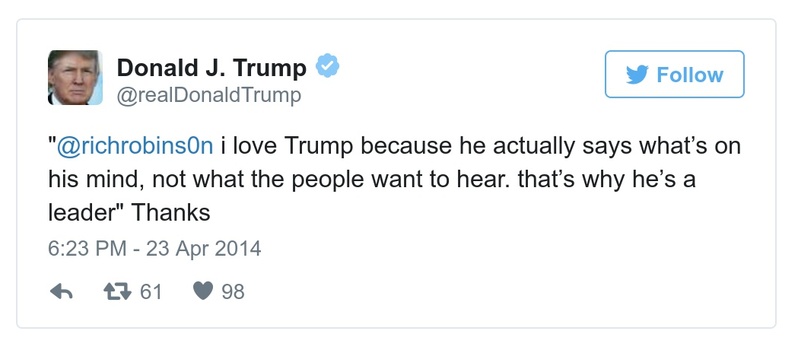 Donald J. Trump
@realDonaldTrump
Follow
"@richrobins0n i love Trump because he actually says what’s on
his mind, not what the people want to hear. that’s why he’s a
leader" Thanks
6:23 PM - 23 Apr 2014
61 98